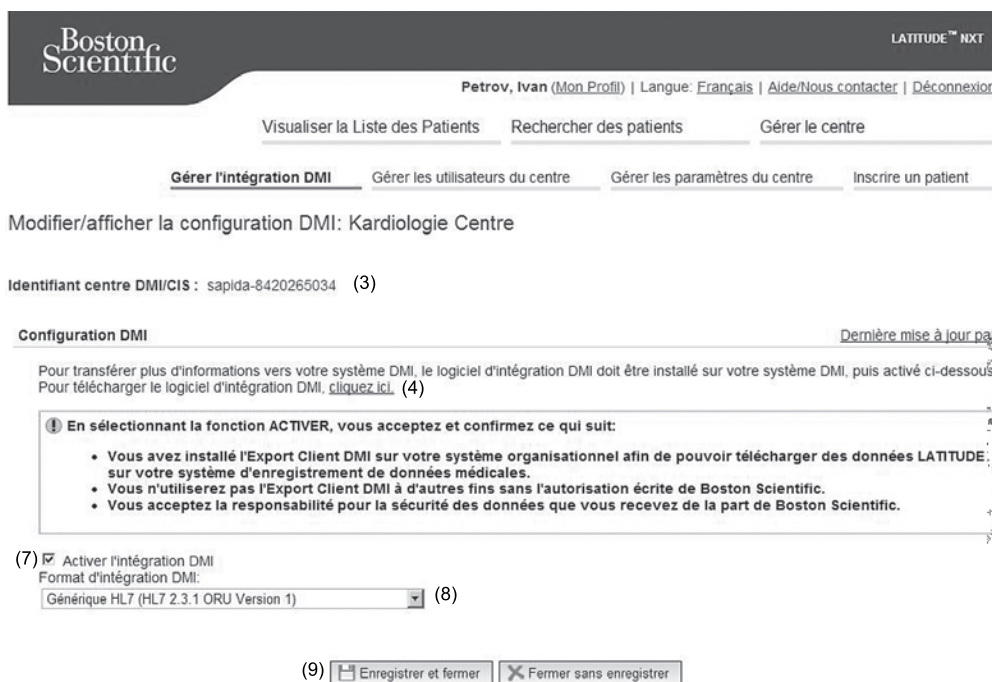 Boston
Scientific
LATITUDE™ NXT
Petrov, Ivan (Mon Profil) | Langue: Français | Aide/Nous contacter | Déconnexion
Visualiser la Liste des Patients Rechercher des patients Gérer le centre
Gérer l'intégration DMI Gérer les utilisateurs du centre Gérer les paramètres du centre Inscrire un patient
Modifier/afficher la configuration DMI: Kardiologie Centre
Identifiant centre DMI/CIS : sapida-8420265034 (3)
Configuration DMI Dernière mise à jour pa
Pour transférer plus d'informations vers votre système DMI, le logiciel d'intégration DMI doit être installé sur votre système DMI, puis activé ci-dessous
Pour télécharger le logiciel d'intégration DMI, cliquez ici. (4)
En sélectionnant la fonction ACTIVER, vous acceptez et confirmez ce qui suit:
• Vous avez installé l'Export Client DMI sur votre système organisationnel afin de pouvoir télécharger des données LATITUDE
sur votre système d'enregistrement de données médicales.
• Vous n'utiliserez pas l'Export Client DMI à d'autres fins sans l'autorisation écrite de Boston Scientific.
• Vous acceptez la responsabilité pour la sécurité des données que vous recevez de la part de Boston Scientific.
(7) Activer l'intégration DMI
Format d'intégration DMI:
Générique HL7 (HL7 2.3.1 ORU Version 1) (8)
(9) Enregistrer et fermer Fermer sans enregistrer